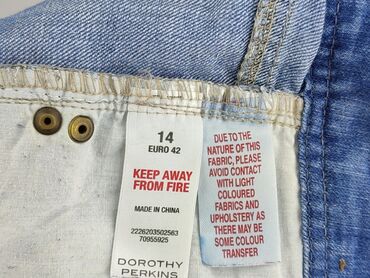 14
EURO 42
KEEP AWAY
FROM FIRE
MADE IN CHINA
2226203502563
70955925
DOROTHY
PERKINS
DUE TO THE
NATURE OF THIS
FABRIC, PLEASE
AVOID CONTACT
WITH LIGHT
COLOURED
FABRICS AND
UPHOLSTERY AS
THERE MAY BE
SOME COLOUR
TRANSFER